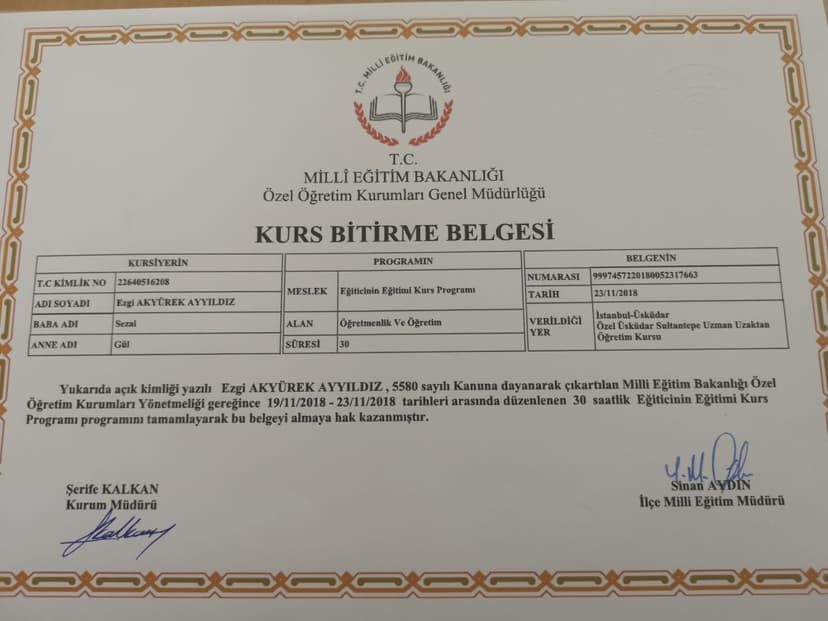 T.C. MİLLİ EĞİTİM BAKANLIĞI
T.C.
MİLLÎ EĞİTİM BAKANLIĞI
Özel Öğretim Kurumları Genel Müdürlüğü
KURS BİTİRME BELGESİ
KURSİYERİN
T.C KİMLİK NO 22640516208
ADI SOYADI Ezgi AKYÜREK AYYILDIZ
BABA ADI Sezai
ANNE ADI Gül
PROGRAMIN
MESLEK Eğiticinin Eğitimi Kurs Programı
ALAN Öğretmenlik Ve Öğretim
SÜRESİ 30
BELGENİN
NUMARASI 9997457220180052317663
TARİH 23/11/2018
VERİLDİĞİ YER
İstanbul-Üsküdar
Özel Üsküdar Sultantepe Uzman Uzaktan
Öğretim Kursu
Yukarıda açık kimliği yazılı Ezgi AKYÜREK AYYILDIZ , 5580 sayılı Kanuna dayanarak çıkartılan Milli Eğitim Bakanlığı Özel
Öğretim Kurumları Yönetmeliği gereğince 19/11/2018 - 23/11/2018 tarihleri arasında düzenlenen 30 saatlik Eğiticinin Eğitimi Kurs
Programı programını tamamlayarak bu belgeyi almaya hak kazanmıştır.
Şerife KALKAN
Kurum Müdürü
Sinan AYDIN
İlçe Milli Eğitim Müdürü